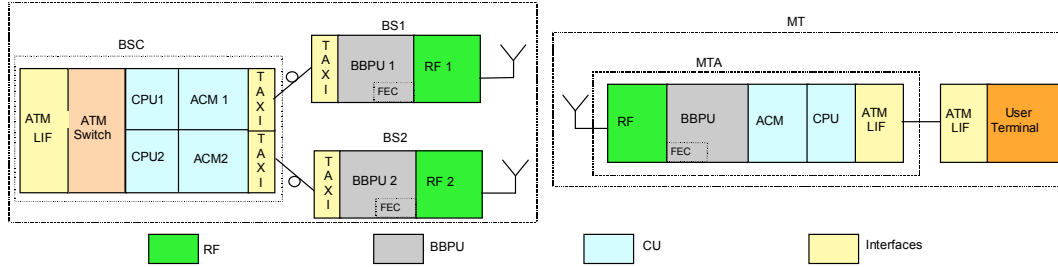 BSC
ATM
LIF
ATM
Switch
CPU1
ACM 1
CPU2
ACM2
T
A
X
I
T
A
X
I
BS1
T
A
X
I
BBPU 1
FEC
RF 1
BS2
T
A
X
I
BBPU 2
FEC
RF 2
MT
MTA
RF
BBPU
FEC
ACM
CPU
ATM
LIF
ATM
LIF
User
Terminal
RF
BBPU
CU
Interfaces